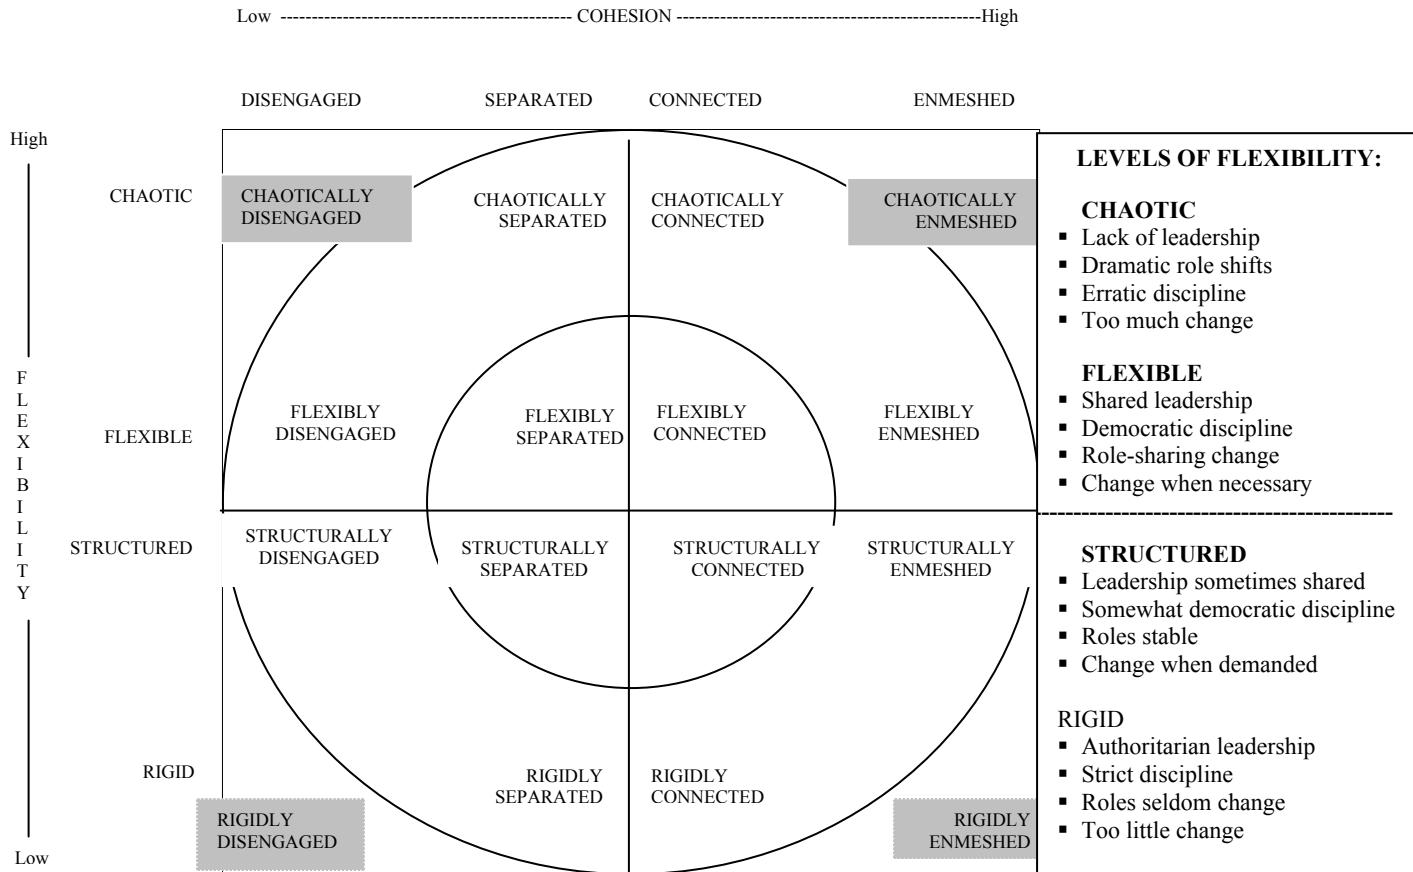 Low ---------------------------------------- COHESION ------------------------------------------High
DISENGAGED SEPARATED CONNECTED ENMESHED
High
FLEXIBILITY
Low
CHAOTIC
CHAOTICALLY
DISENGAGED
CHAOTICALLY
SEPARATED
CHAOTICALLY
CONNECTED
CHAOTICALLY
ENMESHED
FLEXIBLE
FLEXIBLY
DISENGAGED
FLEXIBLY
SEPARATED
FLEXIBLY
CONNECTED
FLEXIBLY
ENMESHED
STRUCTURED
STRUCTURALLY
DISENGAGED
STRUCTURALLY
SEPARATED
STRUCTURALLY
CONNECTED
STRUCTURALLY
ENMESHED
RIGID
RIGIDLY
DISENGAGED
RIGIDLY
SEPARATED
RIGIDLY
CONNECTED
RIGIDLY
ENMESHED
LEVELS OF FLEXIBILITY:
CHAOTIC
▪ Lack of leadership
▪ Dramatic role shifts
▪ Erratic discipline
▪ Too much change
FLEXIBLE
▪ Shared leadership
▪ Democratic discipline
▪ Role-sharing change
▪ Change when necessary
STRUCTURED
▪ Leadership sometimes shared
▪ Somewhat democratic discipline
▪ Roles stable
▪ Change when demanded
RIGID
▪ Authoritarian leadership
▪ Strict discipline
▪ Roles seldom change
▪ Too little change